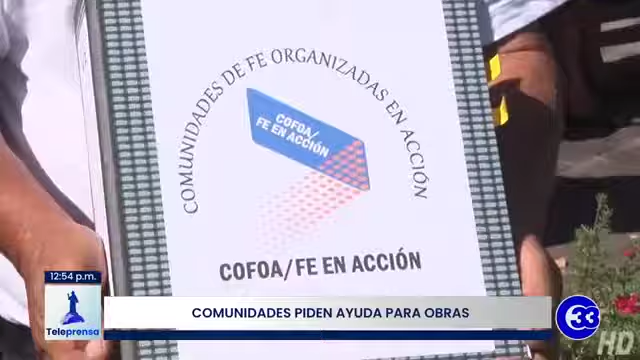 COMUNIDADES DE FE ORGANIZADAS EN ACCIÓN
COFOA/
FE EN ACCIÓN
COFOA/FE EN ACCIÓN
12:54 p.m.
Teleprensa
COMUNIDADES PIDEN AYUDA PARA OBRAS
33
HD